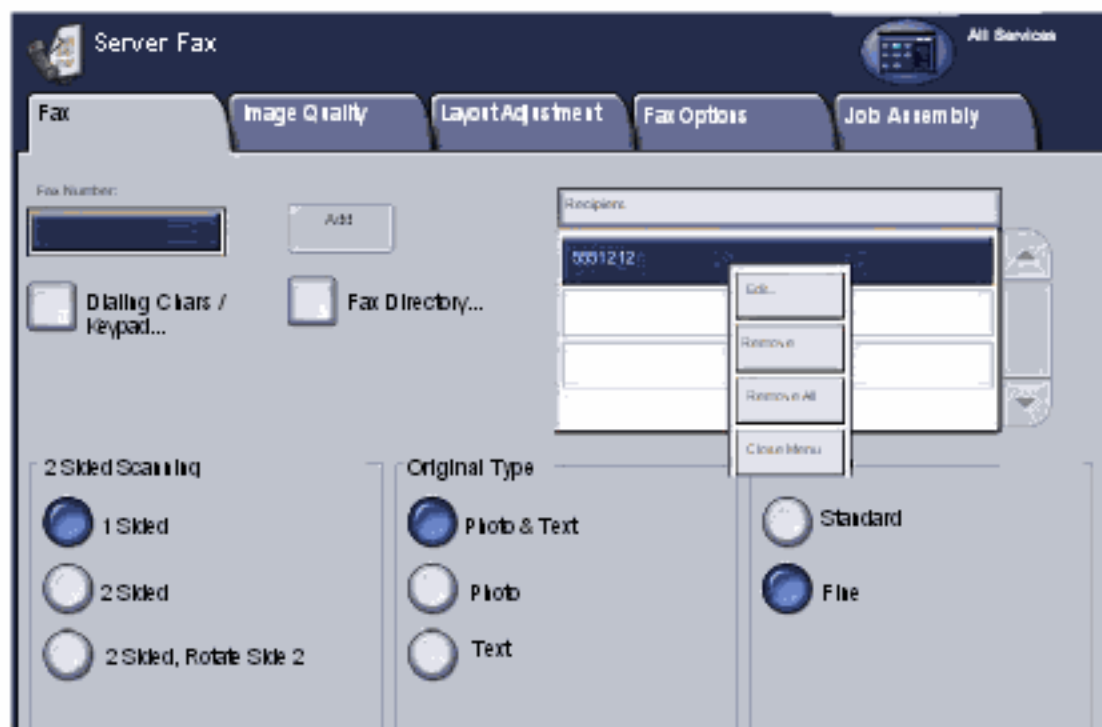 Server Fax
All Services
Fax
Image Quality
Layout Adjustment
Fax Options
Job Assembly
Fax Number:
Add
Recipient
5551212
Dialing Chars /
Keypad...
Fax Directory...
Edit...
Remove
Remove All
Close Menu
2 Sided Scanning
Original Type
1 Sided
Photo & Text
Standard
2 Sided
Photo
Fine
2 Sided, Rotate Side 2
Text